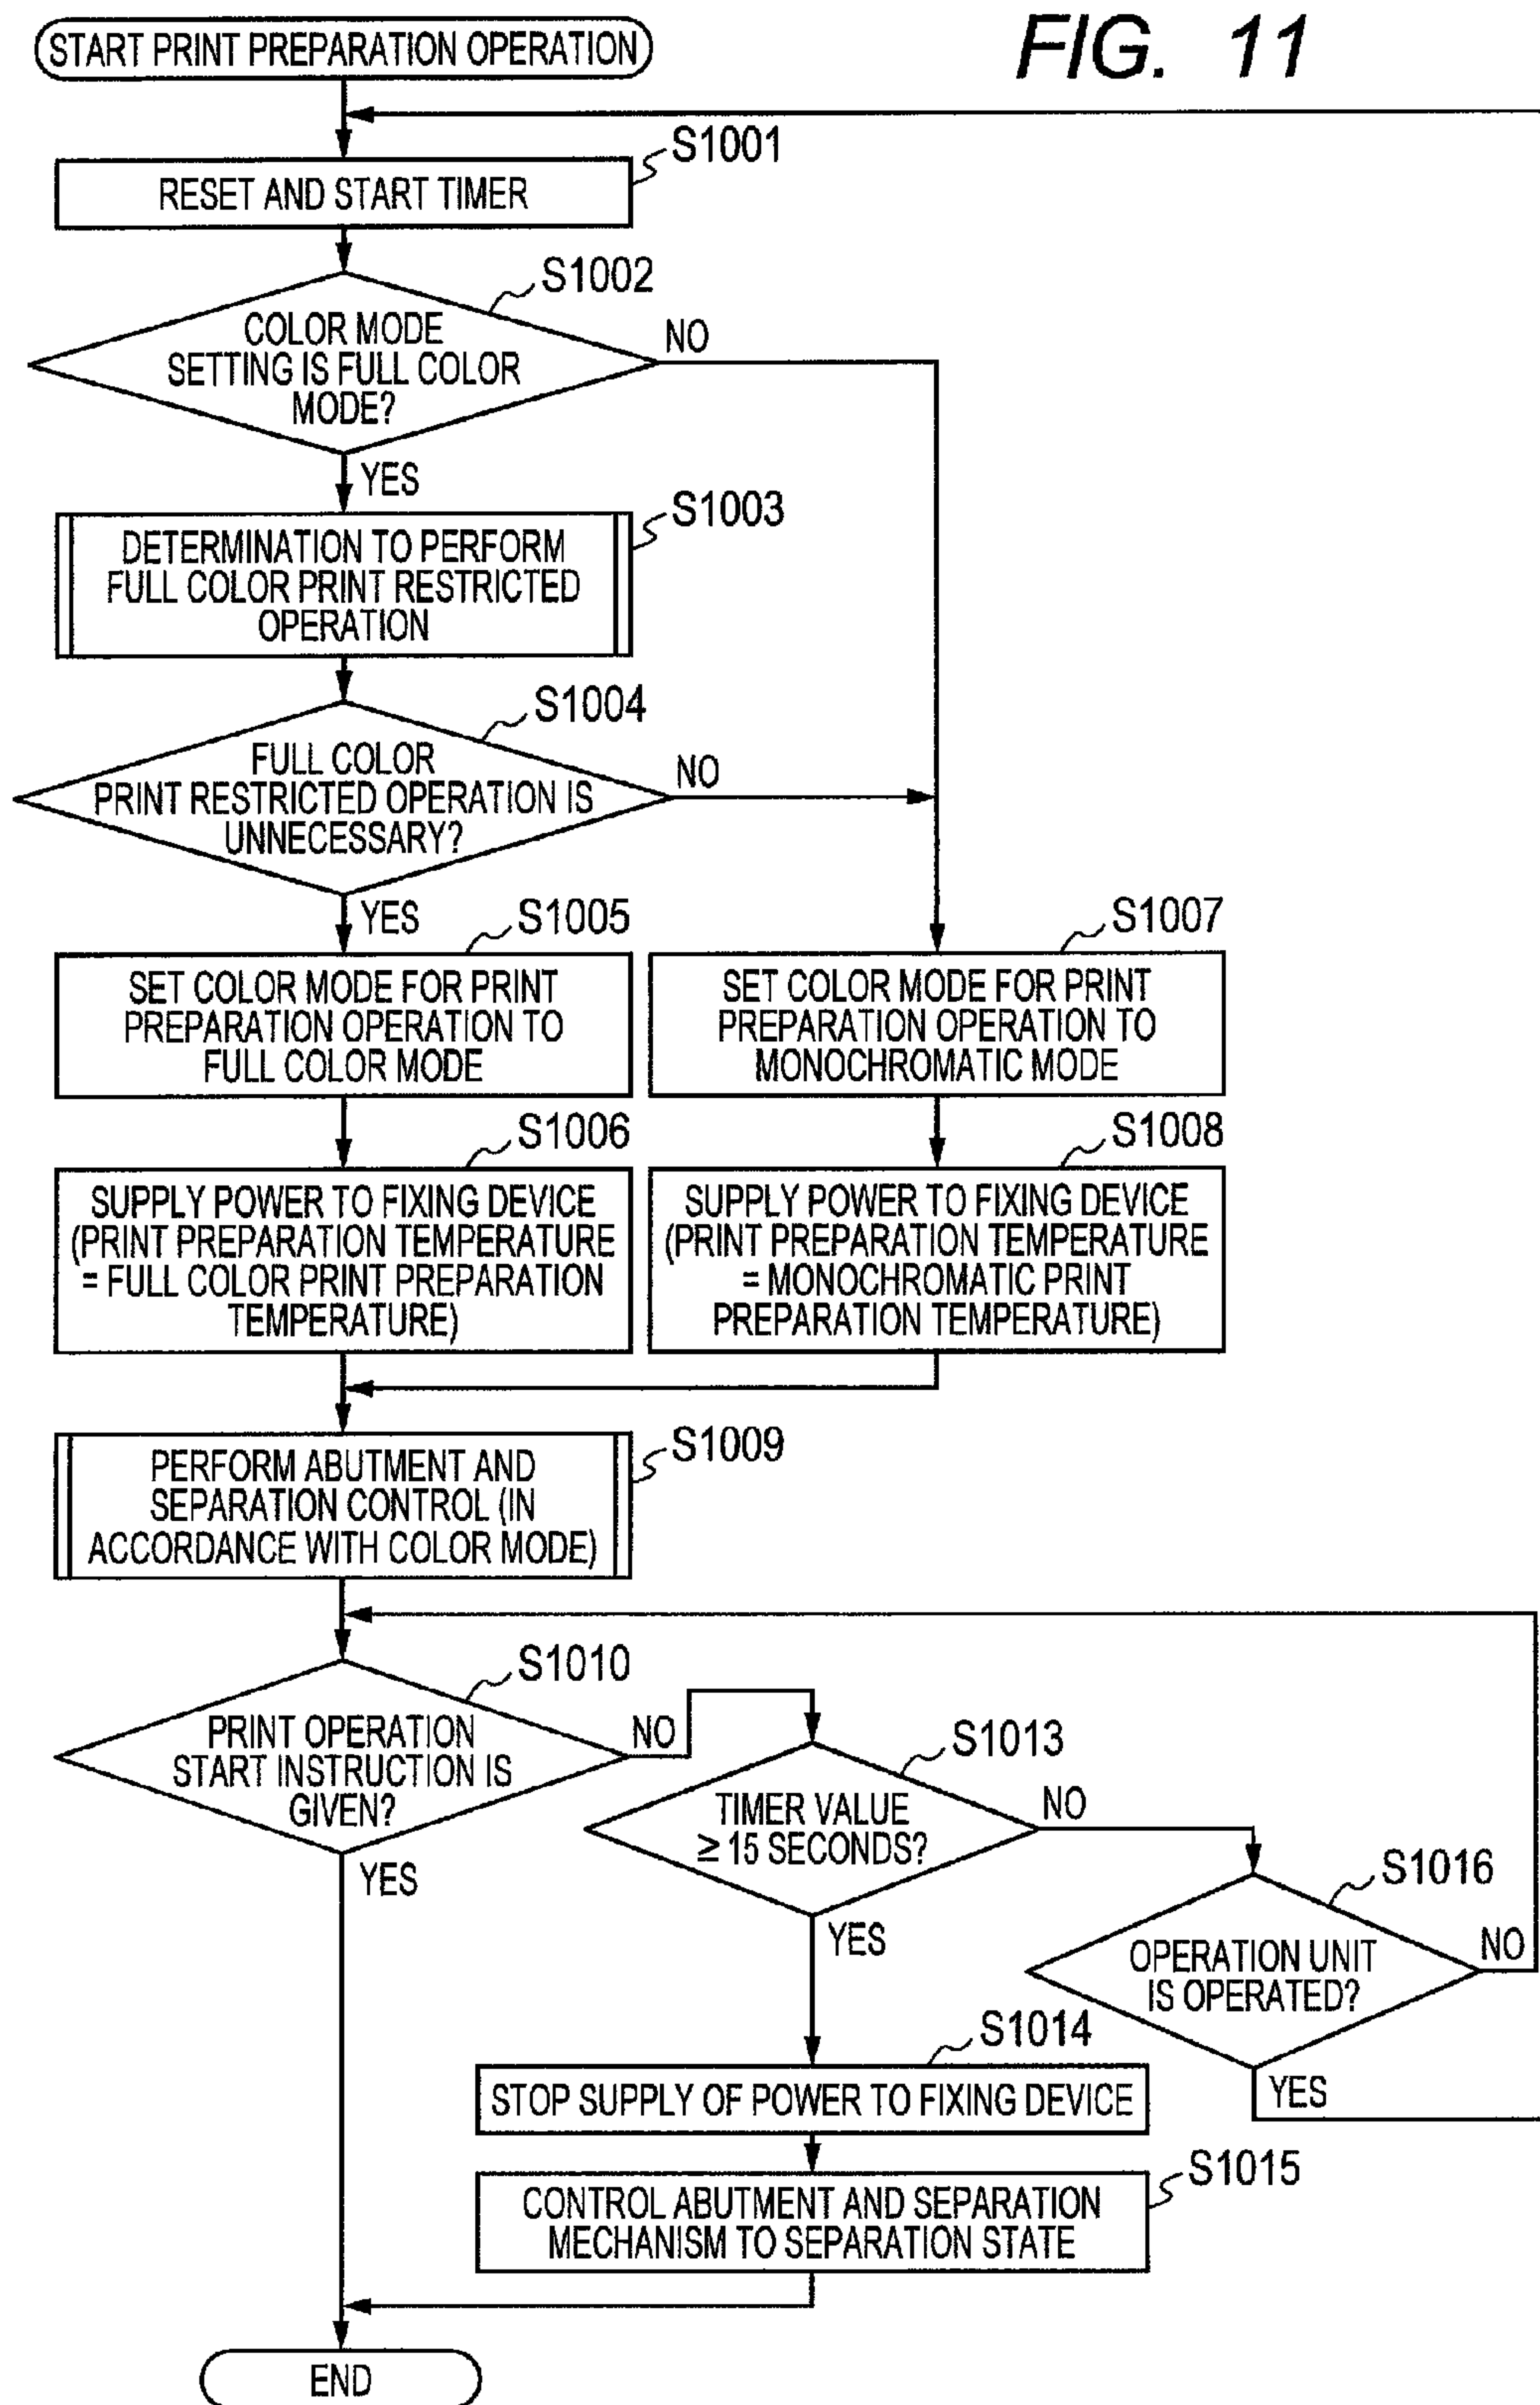 FIG. 11
START PRINT PREPARATION OPERATION
S1001
RESET AND START TIMER
S1002
COLOR MODE
SETTING IS FULL COLOR
MODE?
NO
YES
S1003
DETERMINATION TO PERFORM
FULL COLOR PRINT RESTRICTED
OPERATION
S1004
FULL COLOR
PRINT RESTRICTED OPERATION IS
UNNECESSARY?
NO
YES
S1005
SET COLOR MODE FOR PRINT
PREPARATION OPERATION TO
FULL COLOR MODE
S1007
SET COLOR MODE FOR PRINT
PREPARATION OPERATION TO
MONOCHROMATIC MODE
S1006
SUPPLY POWER TO FIXING DEVICE
(PRINT PREPARATION TEMPERATURE
= FULL COLOR PRINT PREPARATION
TEMPERATURE)
S1008
SUPPLY POWER TO FIXING DEVICE
(PRINT PREPARATION TEMPERATURE
= MONOCHROMATIC PRINT
PREPARATION TEMPERATURE)
S1009
PERFORM ABUTMENT AND
SEPARATION CONTROL (IN
ACCORDANCE WITH COLOR MODE)
S1010
PRINT OPERATION
START INSTRUCTION IS
GIVEN?
NO
YES
S1013
TIMER VALUE
≥ 15 SECONDS?
NO
YES
S1016
OPERATION UNIT
IS OPERATED?
NO
YES
S1014
STOP SUPPLY OF POWER TO FIXING DEVICE
S1015
CONTROL ABUTMENT AND SEPARATION
MECHANISM TO SEPARATION STATE
END